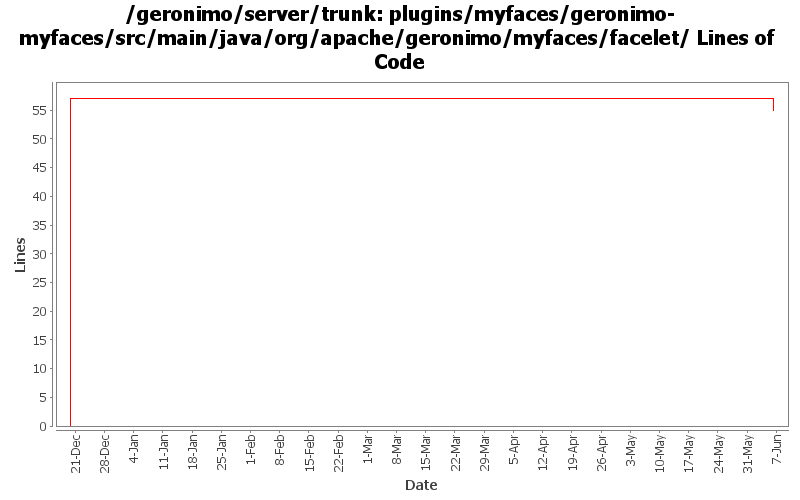 /geronimo/server/trunk: plugins/myfaces/geronimo-
myfaces/src/main/java/org/apache/geronimo/myfaces/facelet/ Lines of
Code
Lines
55
50
45
40
35
30
25
20
15
10
5
0
21-Dec
28-Dec
4-Jan
11-Jan
18-Jan
25-Jan
1-Feb
8-Feb
15-Feb
22-Feb
1-Mar
8-Mar
15-Mar
22-Mar
29-Mar
5-Apr
12-Apr
19-Apr
26-Apr
3-May
10-May
17-May
24-May
31-May
7-Jun
Date